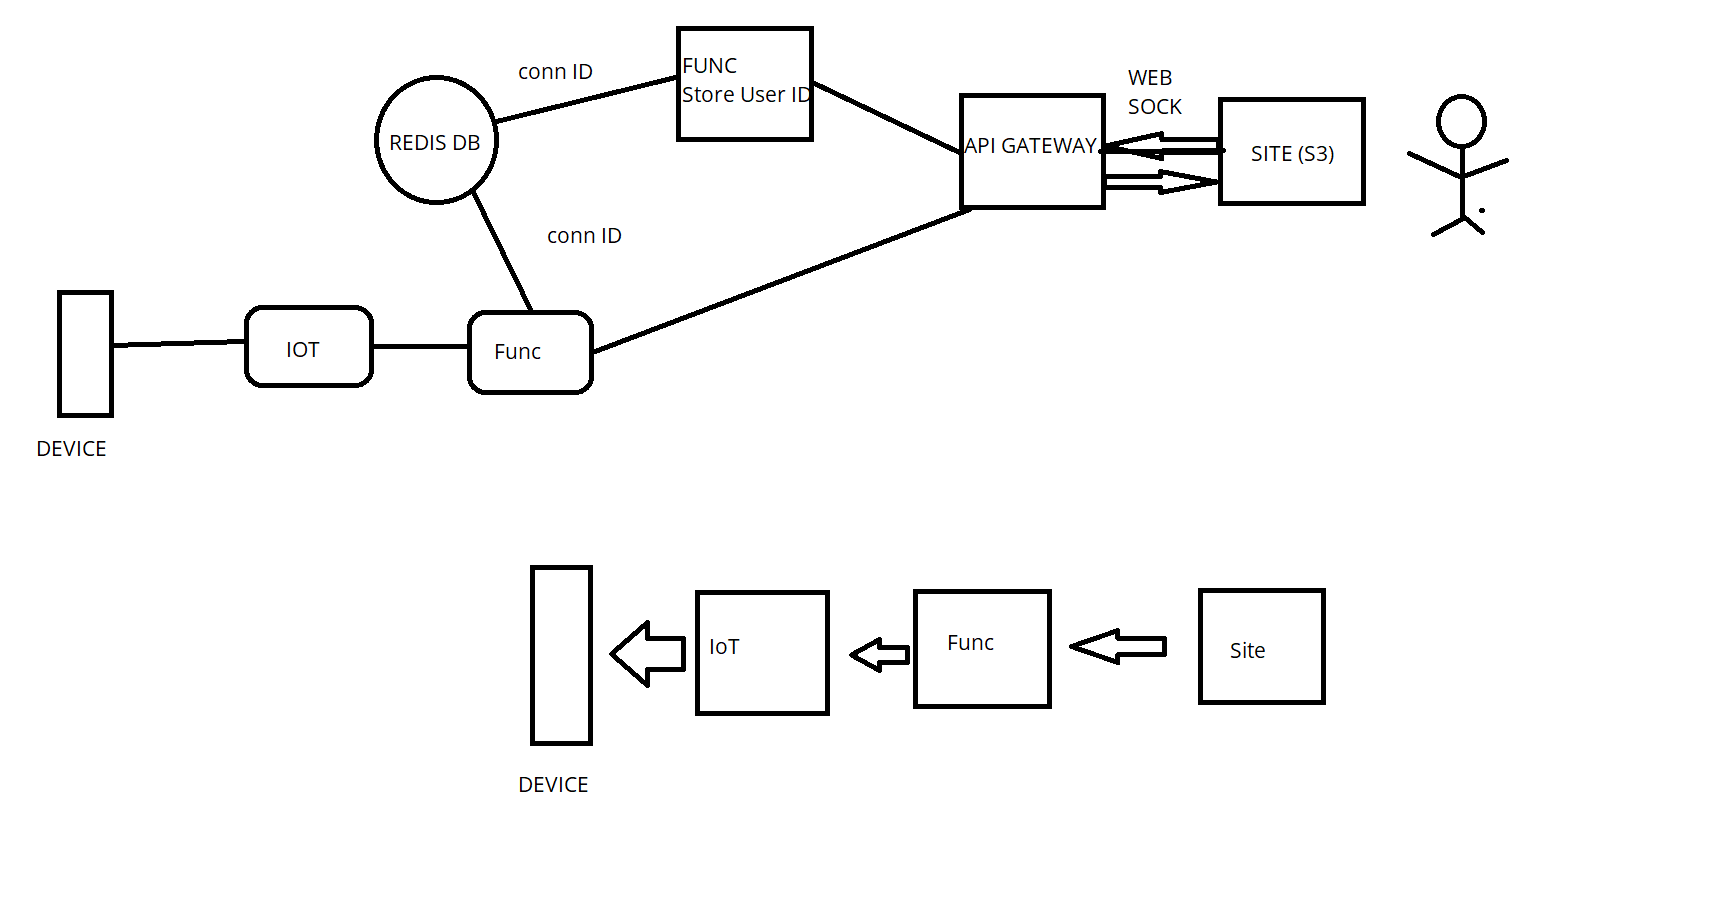 conn ID
FUNC
Store User ID
WEB
SOCK
REDIS DB
API GATEWAY
SITE (S3)
conn ID
IOT
Func
DEVICE
IoT
Func
Site
DEVICE